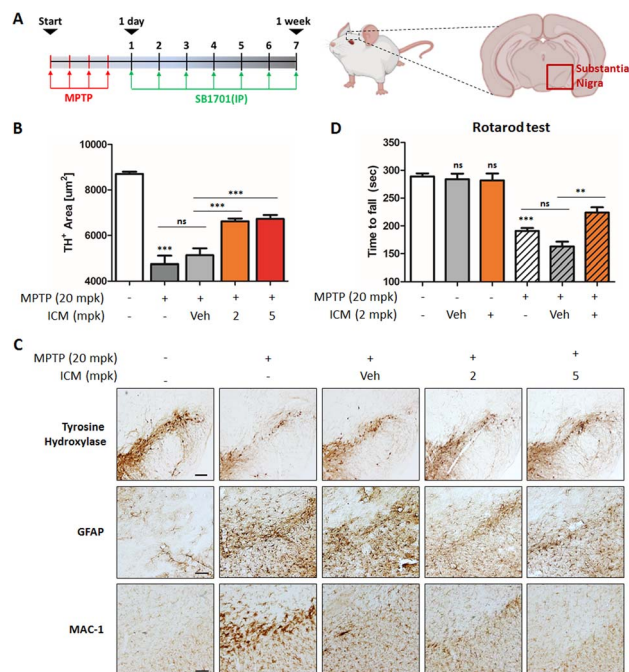 A
Start
1 day
1 week
1 2 3 4 5 6 7
MPTP
SB1701(IP)
Substantia
Nigra
B
TH+ Area [um²]
10000
8000
6000
4000
***
ns
***
***
MPTP (20 mpk) - + + + +
ICM (mpk) - - Veh 2 5
D
Rotarod test
Time to fall (sec)
350
300
250
200
150
100
ns
ns
***
ns
**
MPTP (20 mpk) - - - + + +
ICM (2 mpk) - Veh + - Veh +
C
MPTP (20 mpk) - + + + +
ICM (mpk) - - Veh 2 5
Tyrosine
Hydroxylase
GFAP
MAC-1